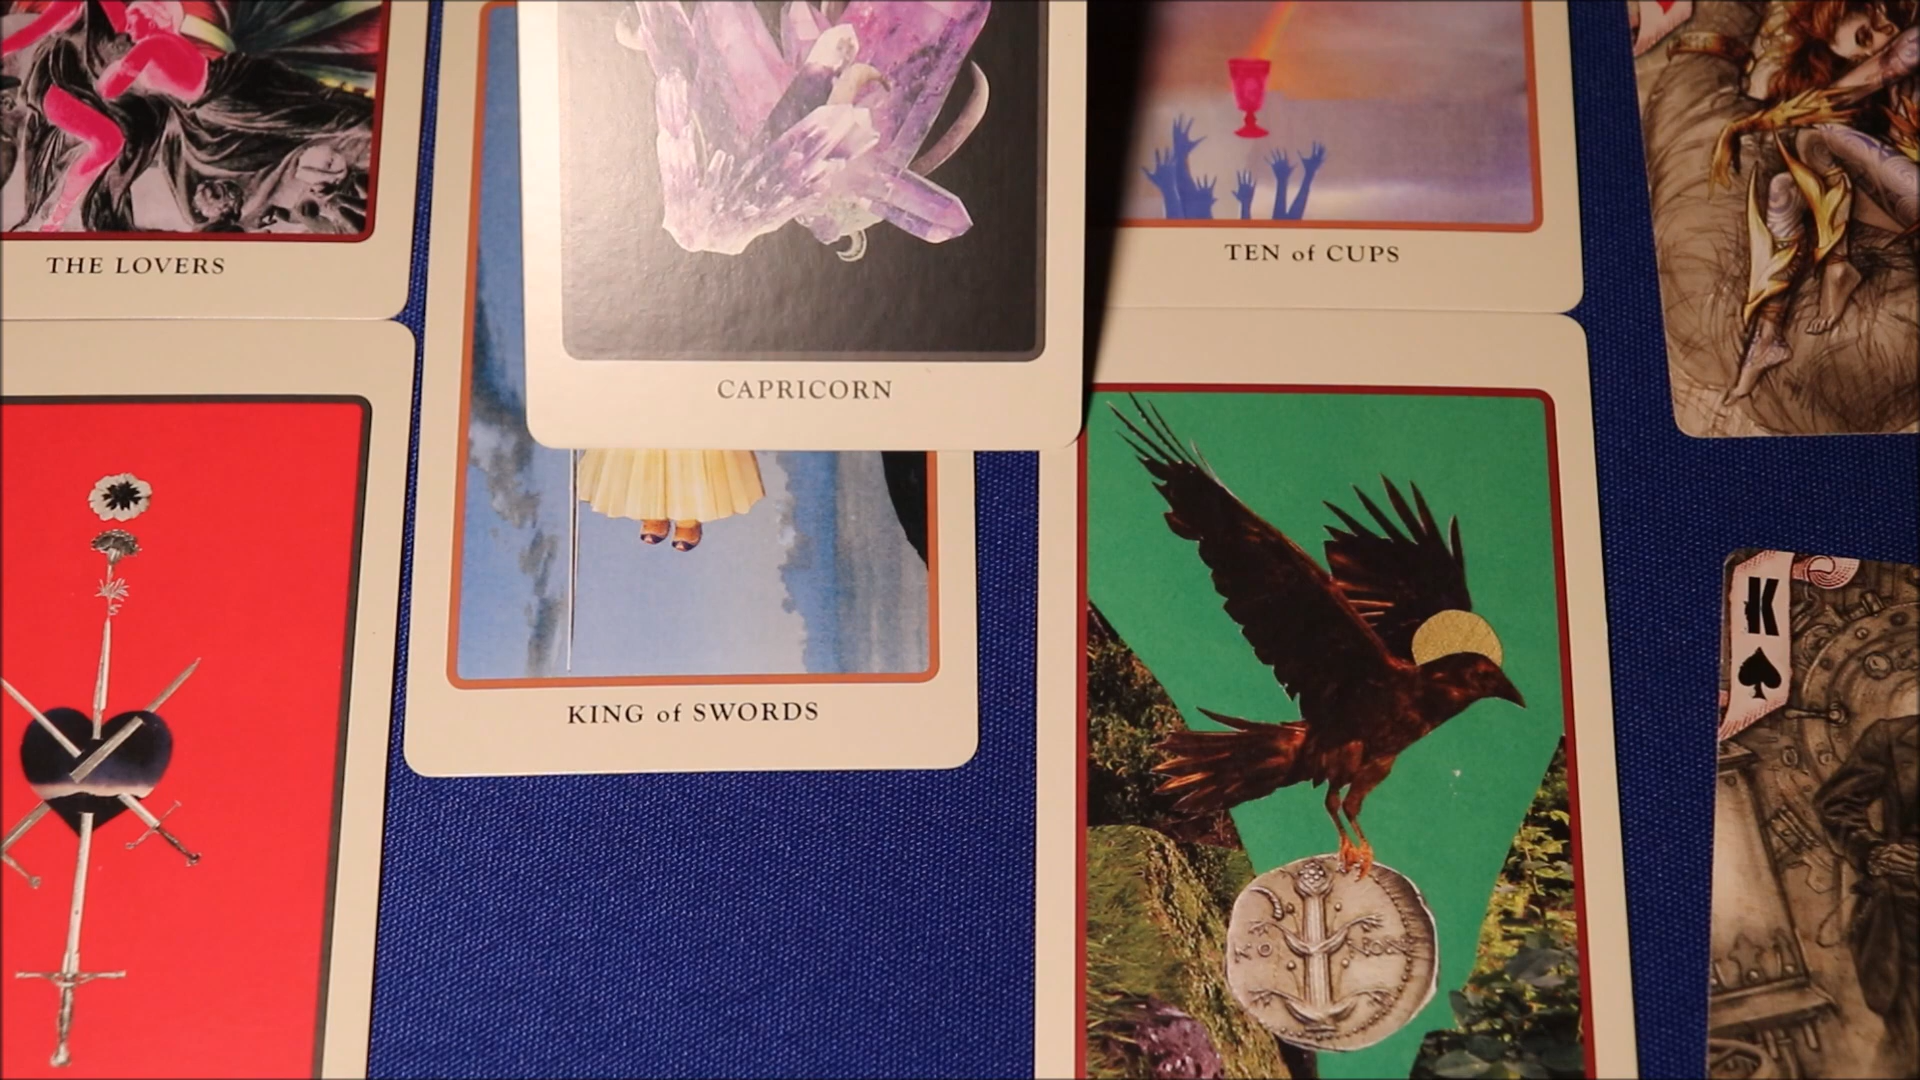 THE LOVERS
TEN of CUPS
CAPRICORN
KING of SWORDS
K